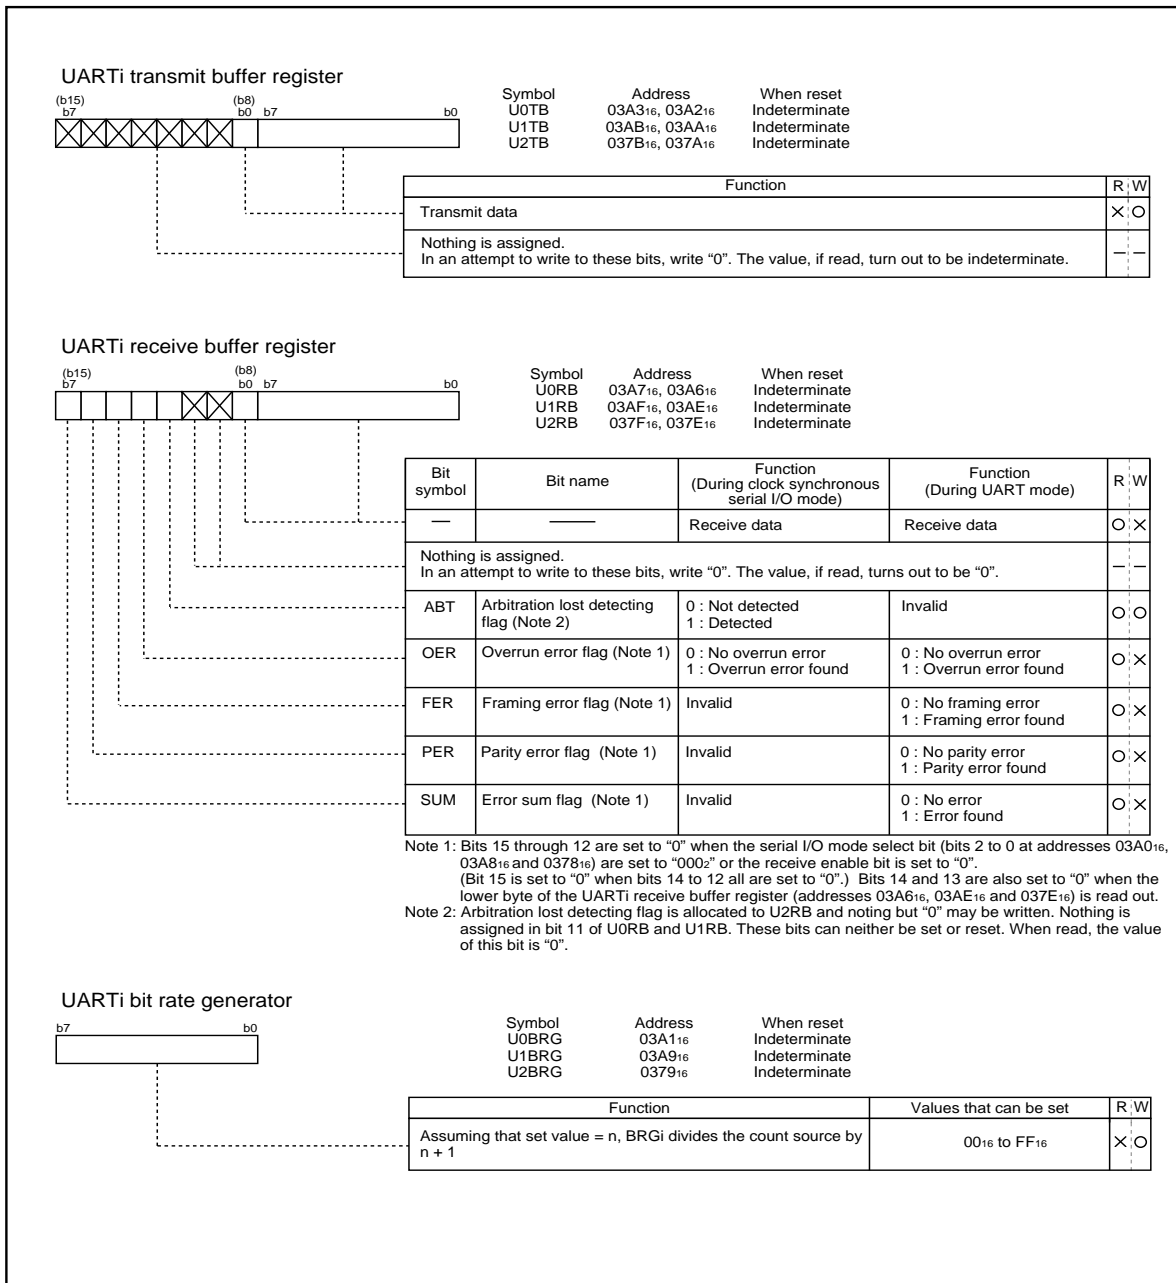 UARTi transmit buffer register
(b15) (b8)
b7 b0 b7 b0
Symbol Address When reset
U0TB 03A3₁₆, 03A2₁₆ Indeterminate
U1TB 03AB₁₆, 03AA₁₆ Indeterminate
U2TB 037B₁₆, 037A₁₆ Indeterminate
Function R W
Transmit data × O
Nothing is assigned.
In an attempt to write to these bits, write “0”. The value, if read, turn out to be indeterminate. — —
UARTi receive buffer register
(b15) (b8)
b7 b0 b7 b0
Symbol Address When reset
U0RB 03A7₁₆, 03A6₁₆ Indeterminate
U1RB 03AF₁₆, 03AE₁₆ Indeterminate
U2RB 037F₁₆, 037E₁₆ Indeterminate
Bit symbol Bit name Function (During clock synchronous serial I/O mode) Function (During UART mode) R W
— — Receive data Receive data O ×
Nothing is assigned.
In an attempt to write to these bits, write “0”. The value, if read, turns out to be “0”. — —
ABT Arbitration lost detecting flag (Note 2) 0 : Not detected 1 : Detected Invalid O O
OER Overrun error flag (Note 1) 0 : No overrun error 1 : Overrun error found 0 : No overrun error 1 : Overrun error found O ×
FER Framing error flag (Note 1) Invalid 0 : No framing error 1 : Framing error found O ×
PER Parity error flag (Note 1) Invalid 0 : No parity error 1 : Parity error found O ×
SUM Error sum flag (Note 1) Invalid 0 : No error 1 : Error found O ×
Note 1: Bits 15 through 12 are set to “0” when the serial I/O mode select bit (bits 2 to 0 at addresses 03A0₁₆,
03A8₁₆ and 0378₁₆) are set to “000₂” or the receive enable bit is set to “0”.
(Bit 15 is set to “0” when bits 14 to 12 all are set to “0”.) Bits 14 and 13 are also set to “0” when the
lower byte of the UARTi receive buffer register (addresses 03A6₁₆, 03AE₁₆ and 037E₁₆) is read out.
Note 2: Arbitration lost detecting flag is allocated to U2RB and noting but “0” may be written. Nothing is
assigned in bit 11 of U0RB and U1RB. These bits can neither be set or reset. When read, the value
of this bit is “0”.
UARTi bit rate generator
b7 b0
Symbol Address When reset
U0BRG 03A1₁₆ Indeterminate
U1BRG 03A9₁₆ Indeterminate
U2BRG 0379₁₆ Indeterminate
Function Values that can be set R W
Assuming that set value = n, BRGi divides the count source by
n + 1 00₁₆ to FF₁₆ × O